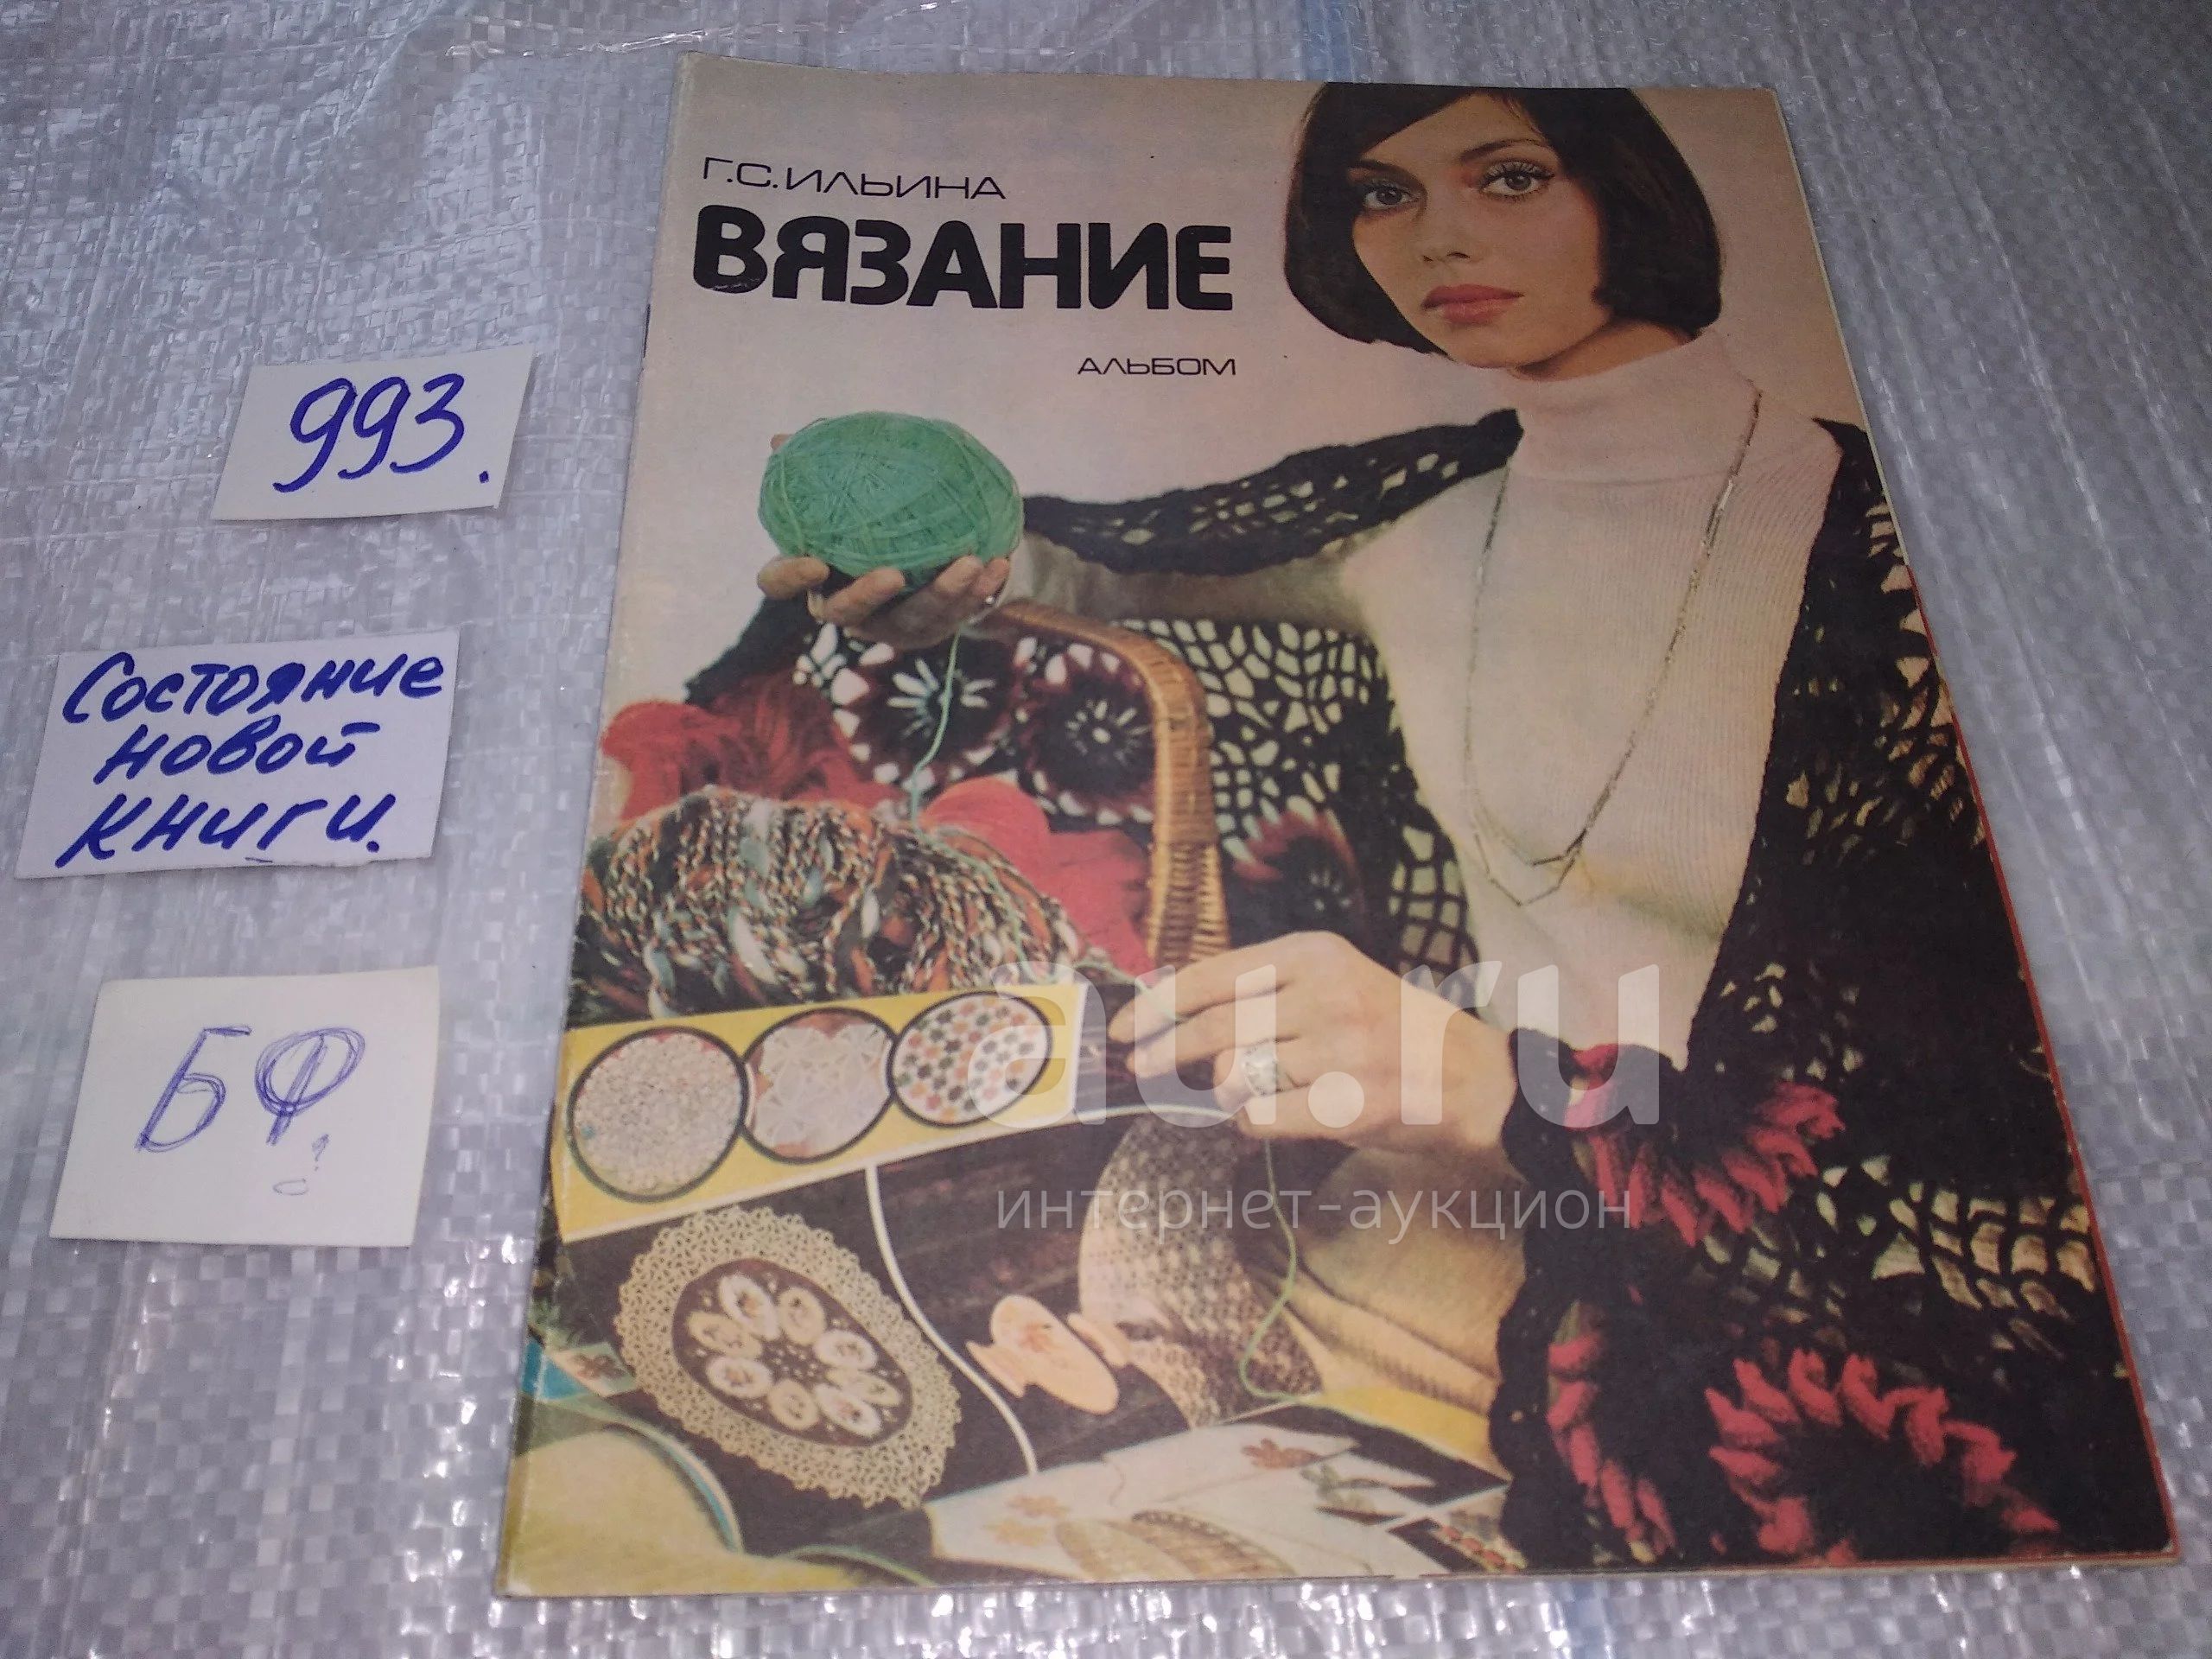 Г.С.ИЛЬИНА
ВЯЗАНИЕ
АЛЬБОМ
993.
Состояние
новой
книги.
БФ
au.ru
интернет-аукцион